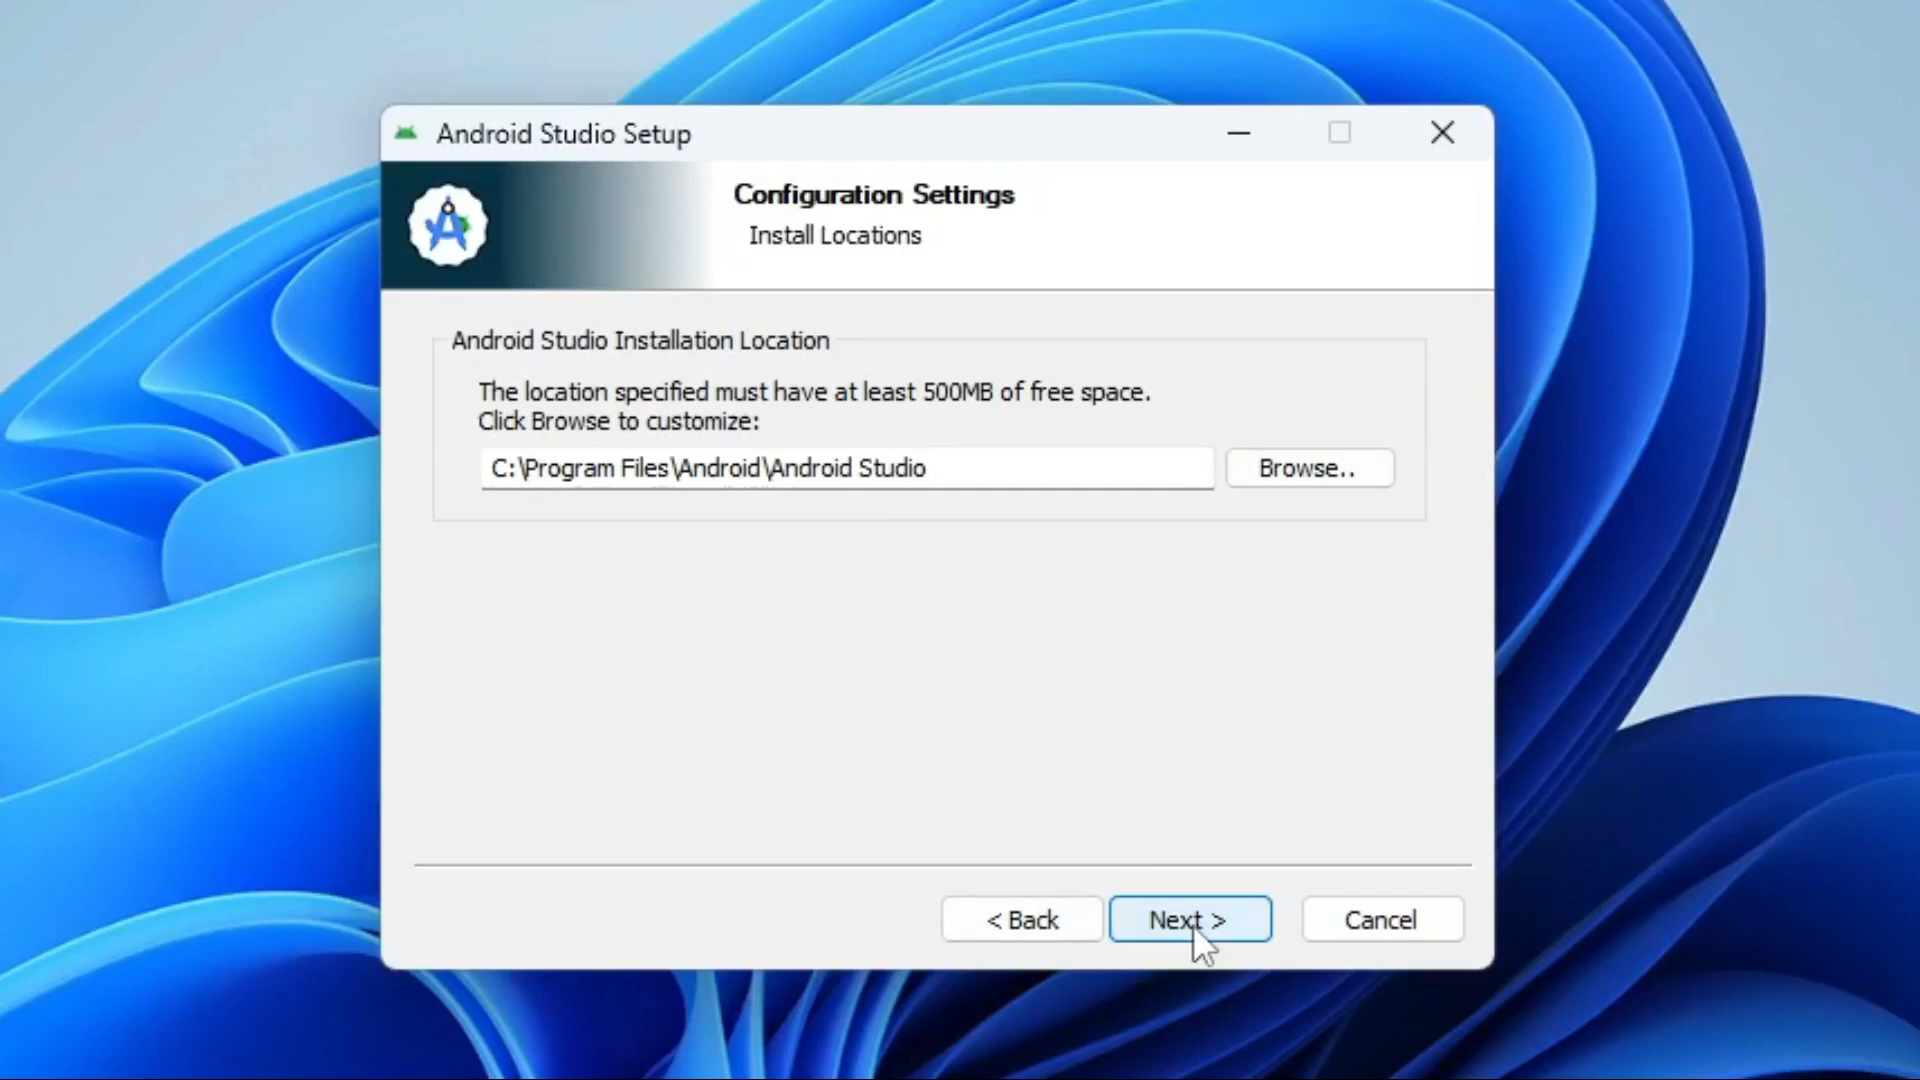 Android Studio Setup
Configuration Settings
Install Locations
Android Studio Installation Location
The location specified must have at least 500MB of free space.
Click Browse to customize:
C:\Program Files\Android\Android Studio
Browse..
< Back
Next >
Cancel